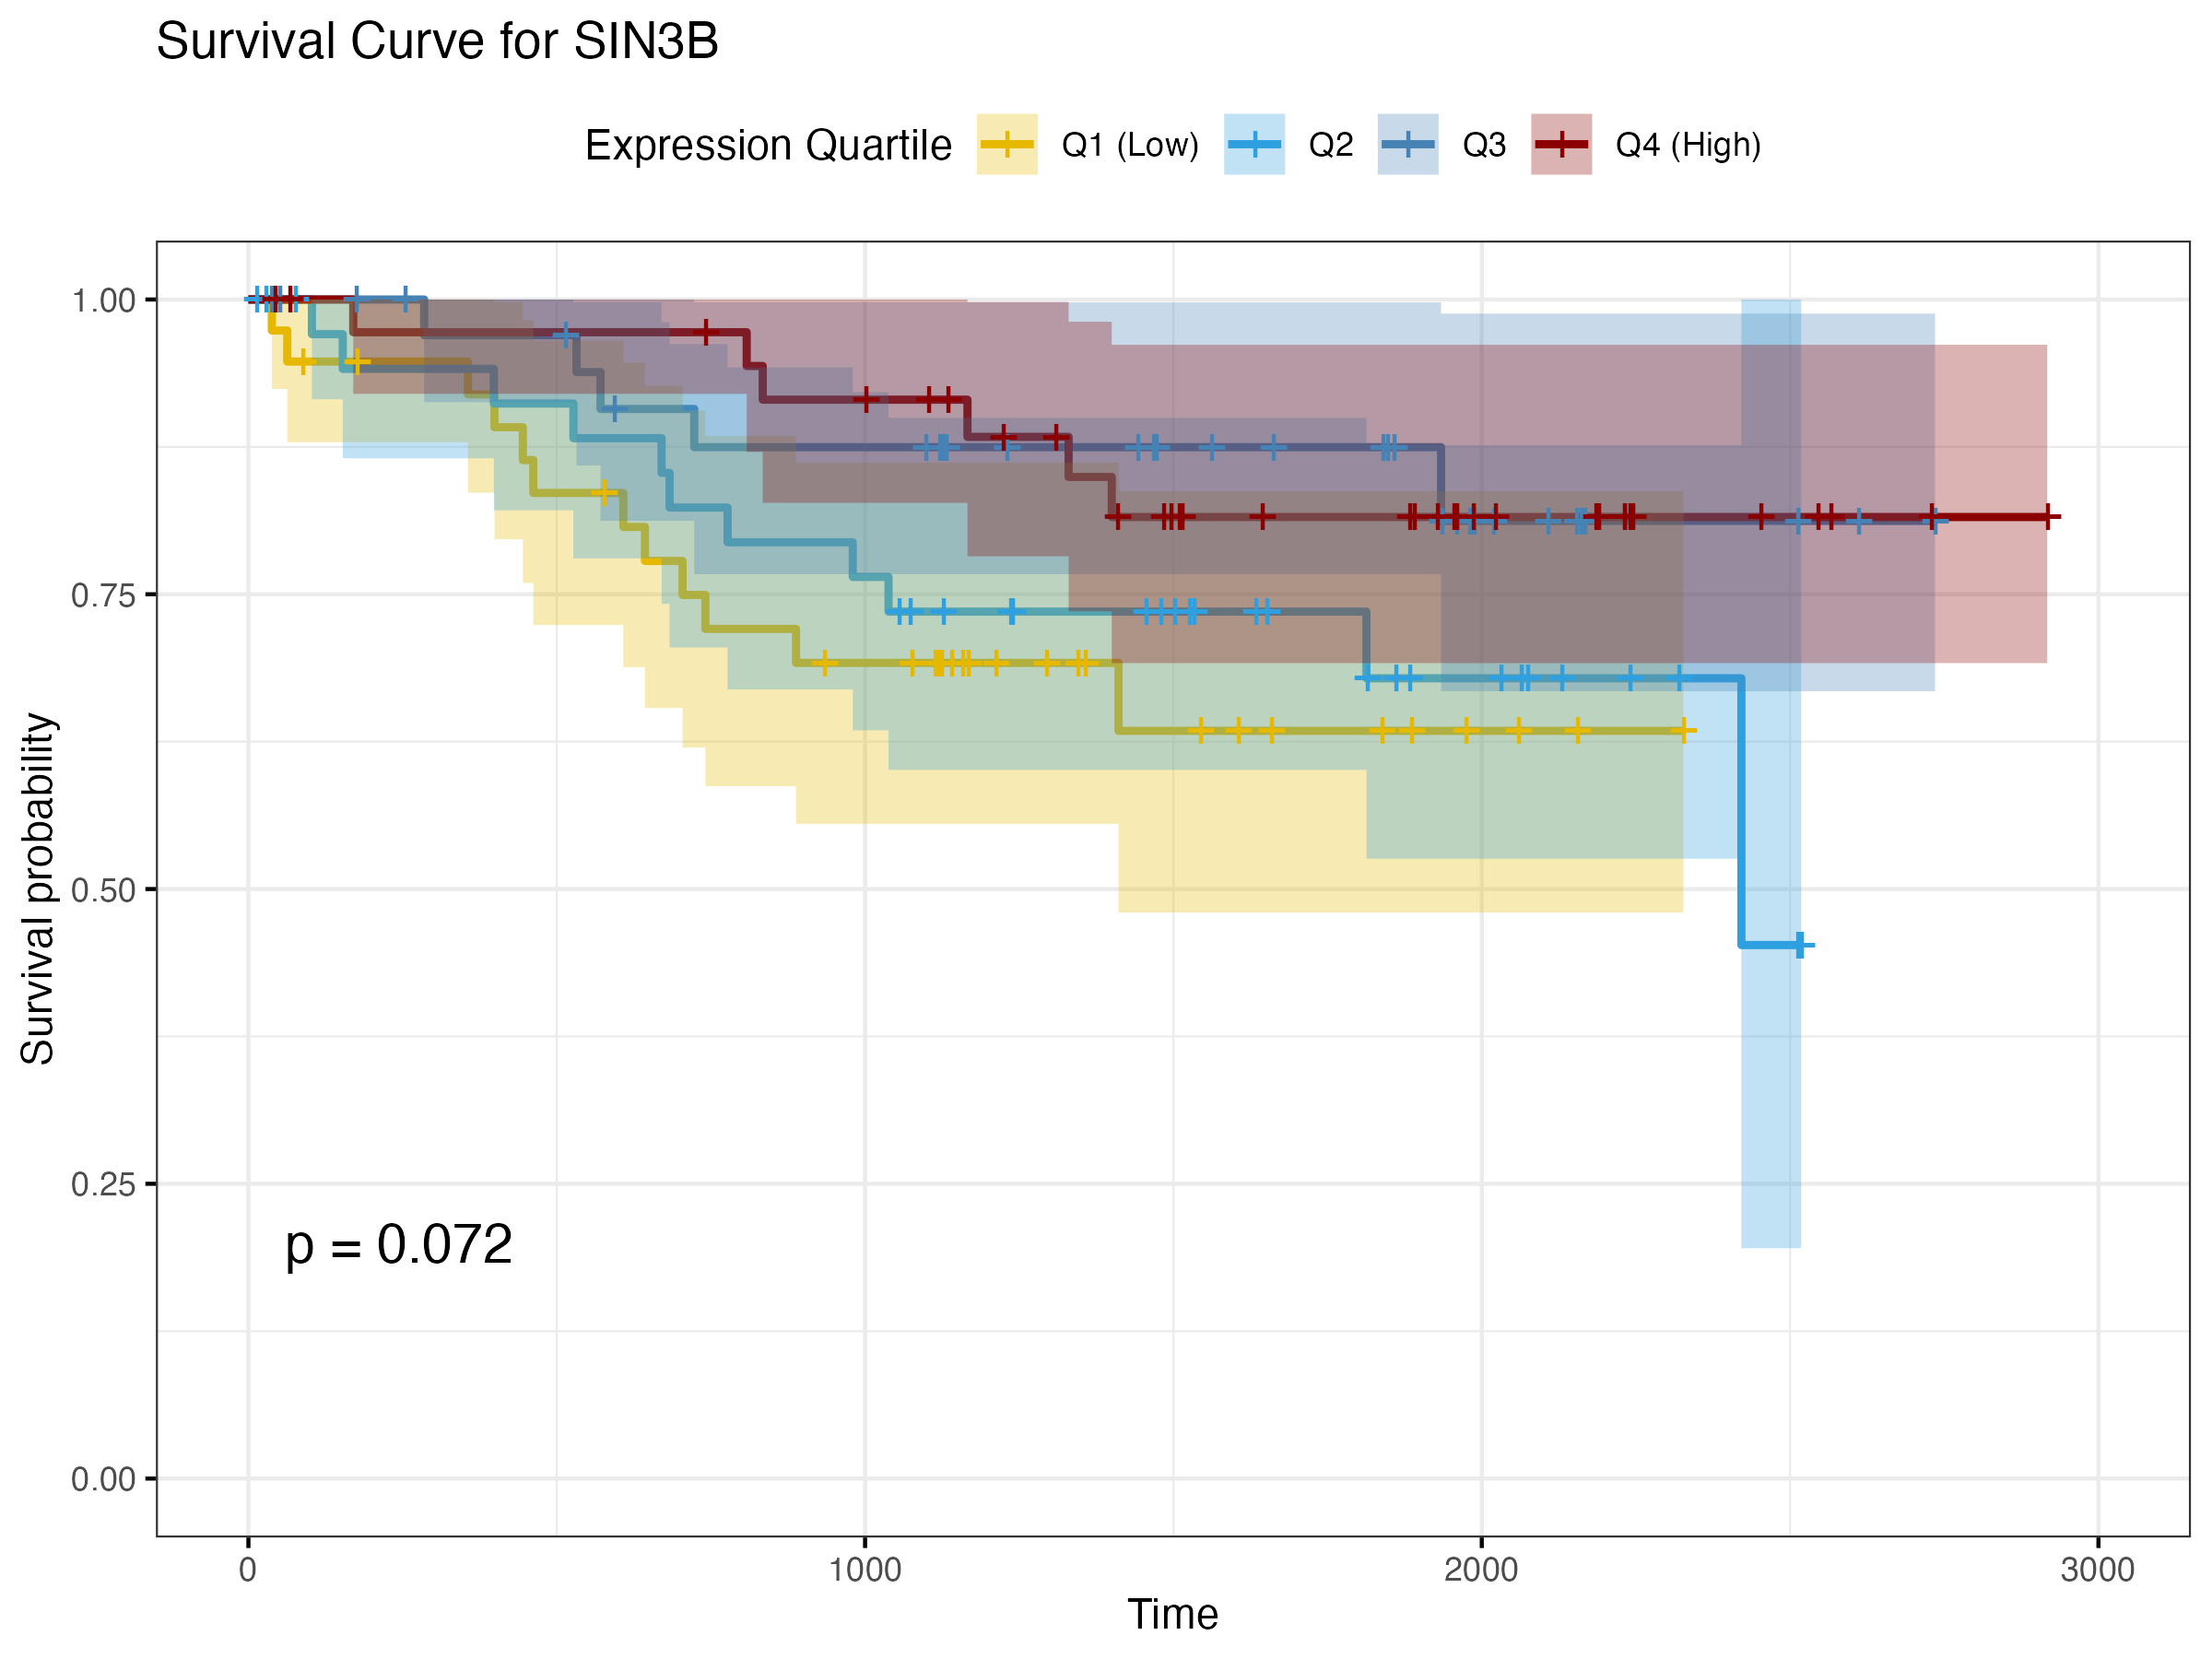 Survival Curve for SIN3B
Expression Quartile Q1 (Low) Q2 Q3 Q4 (High)
1.00
0.75
0.50
0.25
0.00
Survival probability
p = 0.072
0 1000 2000 3000
Time